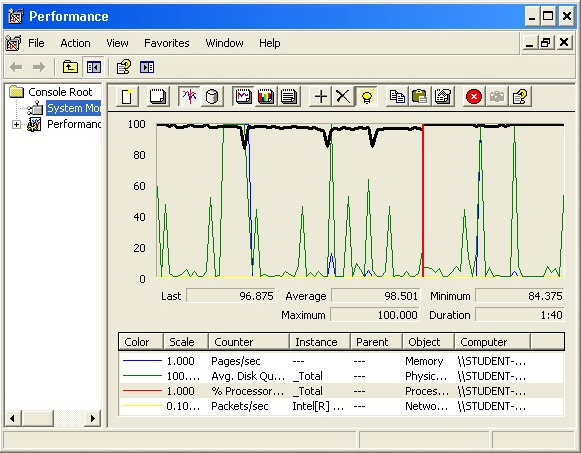 Performance
File Action View Favorites Window Help
Console Root
System Mo
Performanc
100
80
60
40
20
0
Last 96.875 Average 98.501 Minimum 84.375
Maximum 100.000 Duration 1:40
Color Scale Counter Instance Parent Object Computer
1.000 Pages/sec --- --- Memory \\STUDENT-...
100.... Avg. Disk Qu... _Total --- Physic... \\STUDENT-...
1.000 % Processor... _Total --- Proces... \\STUDENT-...
0.10... Packets/sec Intel[R] ... --- Netwo... \\STUDENT-...